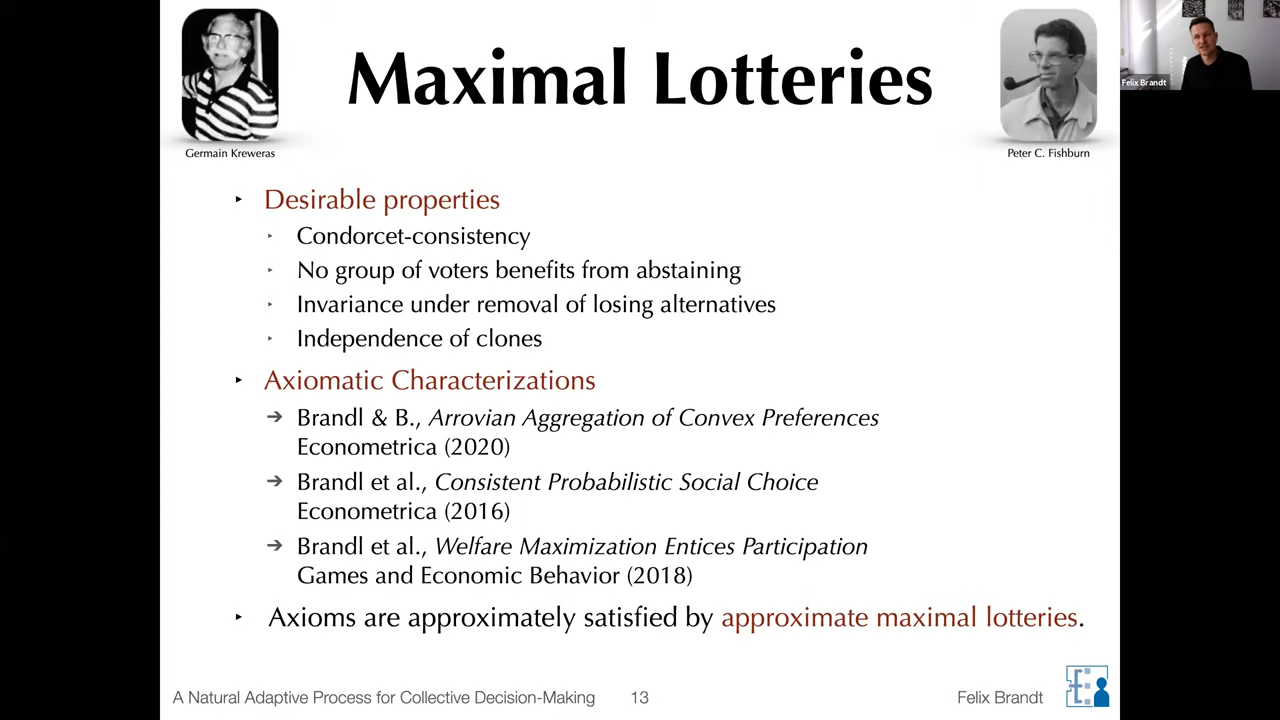 Maximal Lotteries
Germain Kreweras
Peter C. Fishburn
Felix Brandt
‣ Desirable properties
‣ Condorcet-consistency
‣ No group of voters benefits from abstaining
‣ Invariance under removal of losing alternatives
‣ Independence of clones
‣ Axiomatic Characterizations
➔ Brandl & B., Arrovian Aggregation of Convex Preferences
Econometrica (2020)
➔ Brandl et al., Consistent Probabilistic Social Choice
Econometrica (2016)
➔ Brandl et al., Welfare Maximization Entices Participation
Games and Economic Behavior (2018)
‣ Axioms are approximately satisfied by approximate maximal lotteries.
A Natural Adaptive Process for Collective Decision-Making 13 Felix Brandt